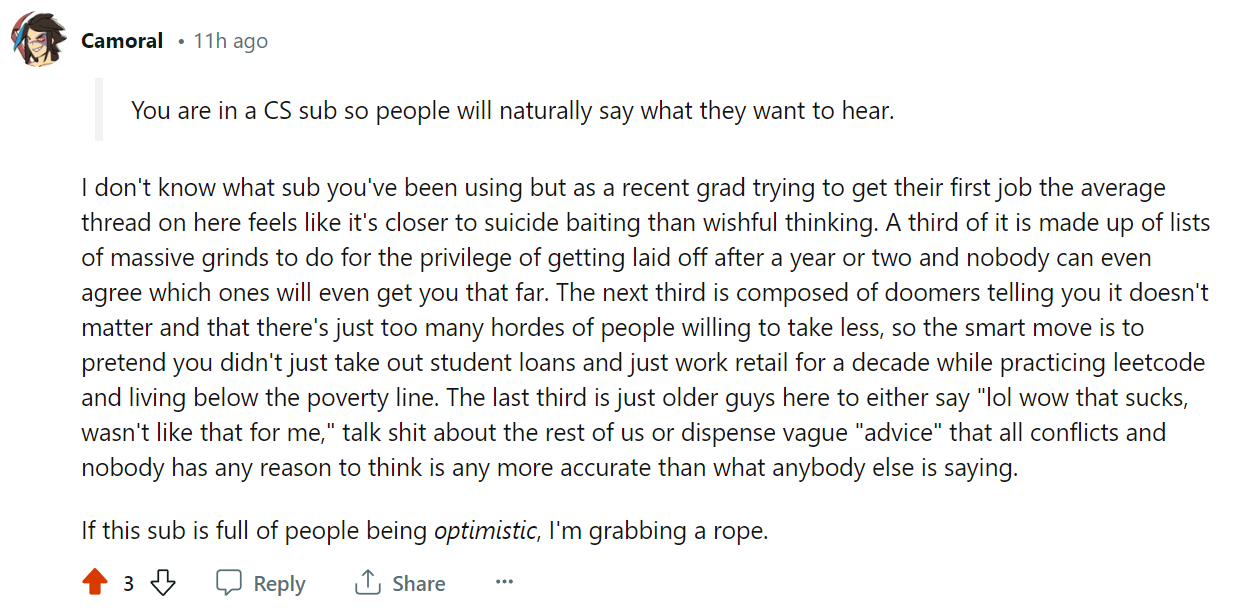 Camoral • 11h ago
You are in a CS sub so people will naturally say what they want to hear.
I don't know what sub you've been using but as a recent grad trying to get their first job the average
thread on here feels like it's closer to suicide baiting than wishful thinking. A third of it is made up of lists
of massive grinds to do for the privilege of getting laid off after a year or two and nobody can even
agree which ones will even get you that far. The next third is composed of doomers telling you it doesn't
matter and that there's just too many hordes of people willing to take less, so the smart move is to
pretend you didn't just take out student loans and just work retail for a decade while practicing leetcode
and living below the poverty line. The last third is just older guys here to either say "lol wow that sucks,
wasn't like that for me," talk shit about the rest of us or dispense vague "advice" that all conflicts and
nobody has any reason to think is any more accurate than what anybody else is saying.
If this sub is full of people being optimistic, I'm grabbing a rope.
3 Reply Share ···